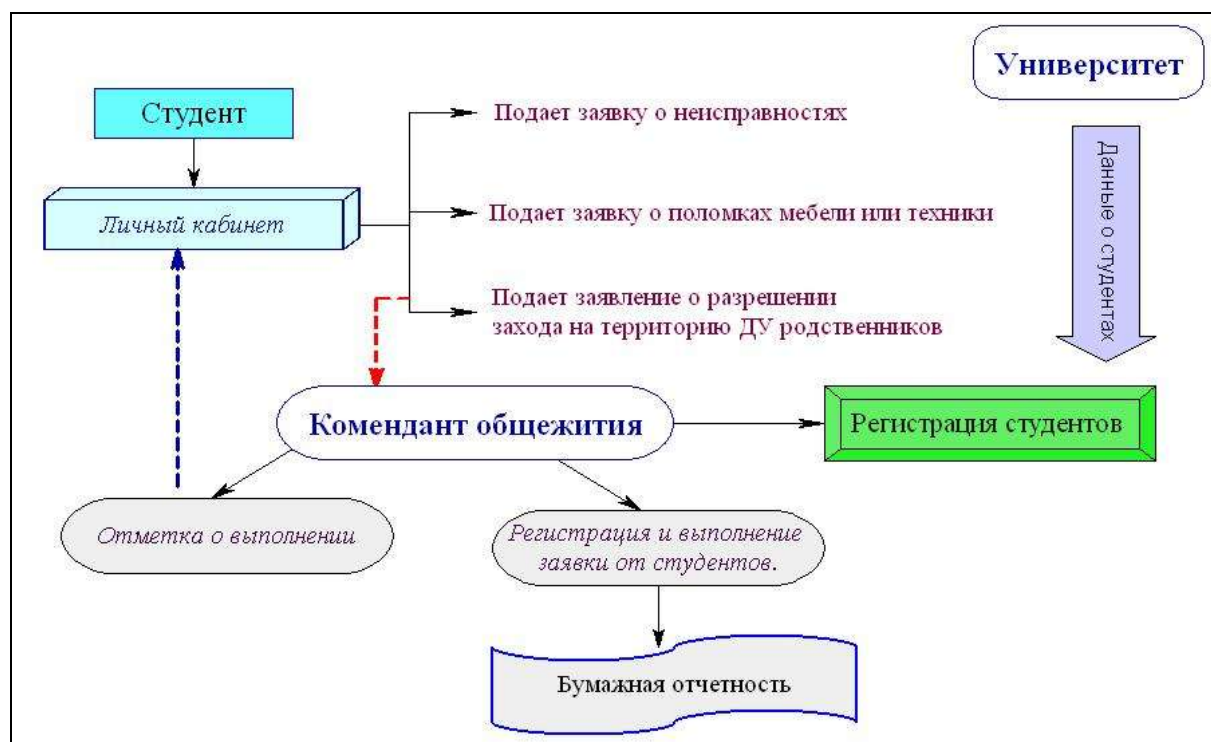 Университет
Студент
Подает заявку о неисправностях
Данные о студентах
Личный кабинет
Подает заявку о поломках мебели или техники
Подает заявление о разрешении
захода на территорию ДУ родственников
Комендант общежития
Регистрация студентов
Отметка о выполнении
Регистрация и выполнение
заявки от студентов.
Бумажная отчетность